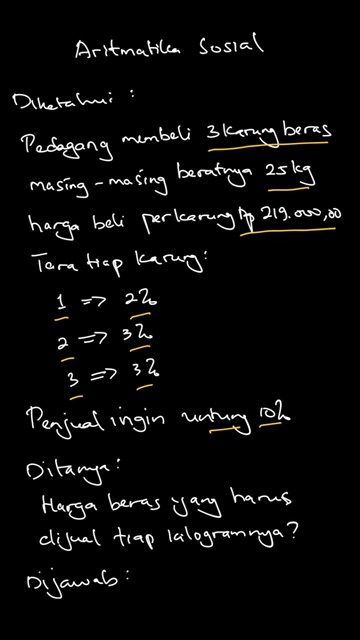 Aritmatika Sosial
Diketahui :
Pedagang membeli 3 karung beras
masing-masing beratnya 25 kg
harga beli perkarung Rp 219.000,00
Tara tiap karung:
1 => 2%
2 => 3%
3 => 3%
Penjual ingin untung 10%
Ditanya:
Harga beras yang harus
dijual tiap kilogramnya?
Dijawab: